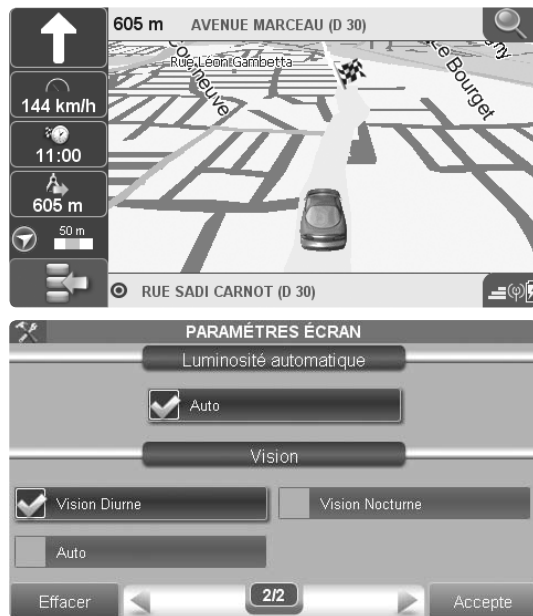 605 m AVENUE MARCEAU (D 30)
Rue Léon Gambetta
Le Bourget
144 km/h
11:00
605 m
50 m
RUE SADI CARNOT (D 30)
PARAMÉTRES ÉCRAN
Luminosité automatique
Auto
Vision
Vision Diurne
Vision Nocturne
Auto
Effacer
2/2
Accepte